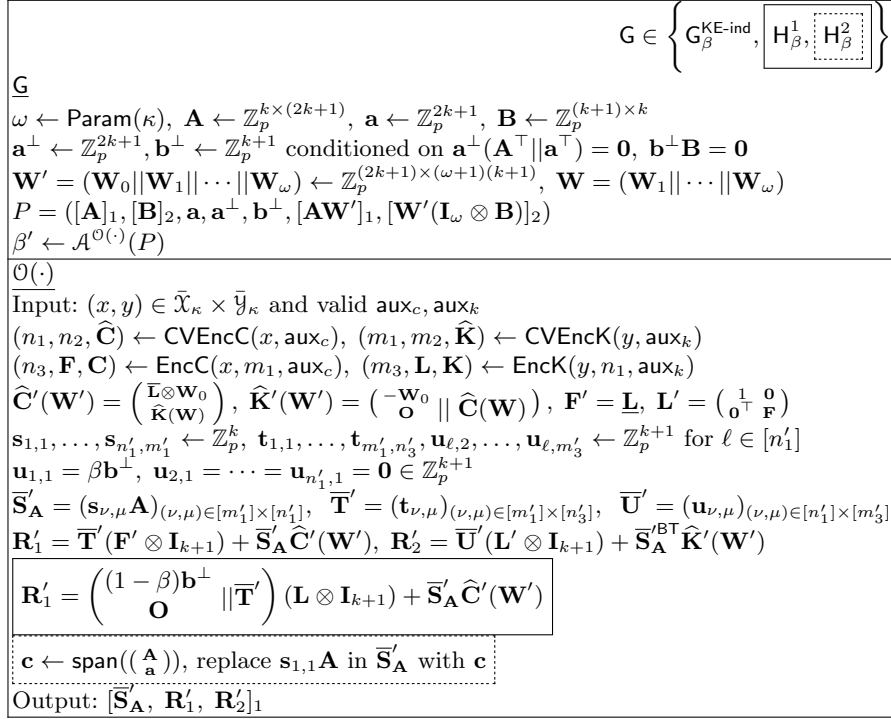 G ∈ { G_β^{KE-ind}, H_β^1, H_β^2 }
G
ω ← Param(κ), A ← ℤ_p^{k×(2k+1)}, a ← ℤ_p^{2k+1}, B ← ℤ_p^{(k+1)×k}
a^⊥ ← ℤ_p^{2k+1}, b^⊥ ← ℤ_p^{k+1} conditioned on a^⊥(A^⊤||a^⊤) = 0, b^⊥B = 0
W′ = (W_0||W_1||···||W_ω) ← ℤ_p^{(2k+1)×(ω+1)(k+1)}, W = (W_1||···||W_ω)
P = ([A]_1, [B]_2, a, a^⊥, b^⊥, [AW′]_1, [W′(I_ω ⊗ B)]_2)
β′ ← 𝒜^{𝒪(·)}(P)
𝒪(·)
Input: (x, y) ∈ X̄_κ × Ȳ_κ and valid aux_c, aux_k
(n_1, n_2, Ĉ) ← CVEncC(x, aux_c), (m_1, m_2, K̂) ← CVEncK(y, aux_k)
(n_3, F, C) ← EncC(x, m_1, aux_c), (m_3, L, K) ← EncK(y, n_1, aux_k)
Ĉ′(W′) = (L̅⊗W_0 / K̂(W)), K̂′(W′) = (−W_0 / O || Ĉ(W)), F′ = L̲, L′ = (1 0 / 0^⊤ F)
s_{1,1}, ..., s_{n′_1,m′_1} ← ℤ_p^k, t_{1,1}, ..., t_{m′_1,n′_3}, u_{ℓ,2}, ..., u_{ℓ,m′_3} ← ℤ_p^{k+1} for ℓ ∈ [n′_1]
u_{1,1} = βb^⊥, u_{2,1} = ··· = u_{n′_1,1} = 0 ∈ ℤ_p^{k+1}
S̅′_A = (s_{ν,μ}A)_{(ν,μ)∈[m′_1]×[n′_1]}, T̅′ = (t_{ν,μ})_{(ν,μ)∈[m′_1]×[n′_3]}, U̅′ = (u_{ν,μ})_{(ν,μ)∈[n′_1]×[m′_3]}
R′_1 = T̅′(F′ ⊗ I_{k+1}) + S̅′_A Ĉ′(W′), R′_2 = U̅′(L′ ⊗ I_{k+1}) + S̅′_A^{BT} K̂′(W′)
R′_1 = ((1 − β)b^⊥ / O || T̅′) (L ⊗ I_{k+1}) + S̅′_A Ĉ′(W′)
c ← span((A / a)), replace s_{1,1}A in S̅′_A with c
Output: [S̅′_A, R′_1, R′_2]_1